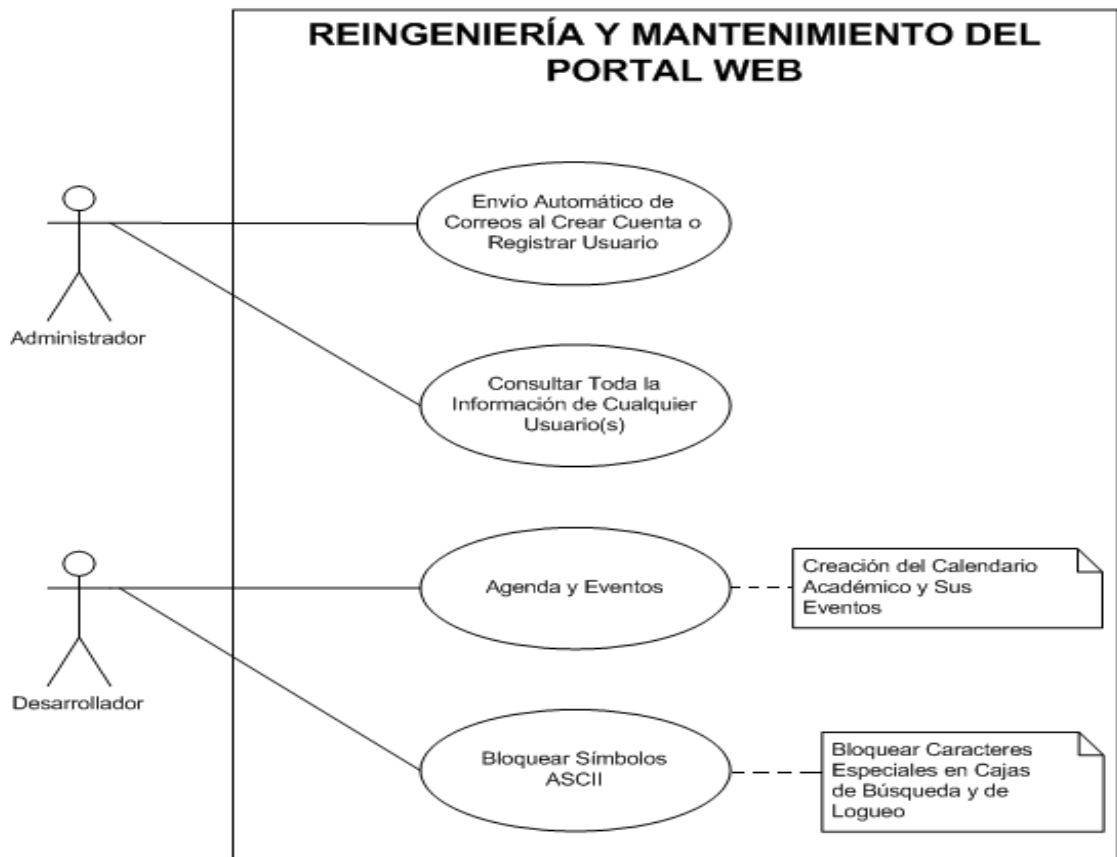 REINGENIERÍA Y MANTENIMIENTO DEL
PORTAL WEB
Envío Automático de
Correos al Crear Cuenta o
Registrar Usuario
Administrador
Consultar Toda la
Información de Cualquier
Usuario(s)
Agenda y Eventos
Creación del Calendario
Académico y Sus
Eventos
Desarrollador
Bloquear Símbolos
ASCII
Bloquear Caracteres
Especiales en Cajas
de Búsqueda y de
Logueo